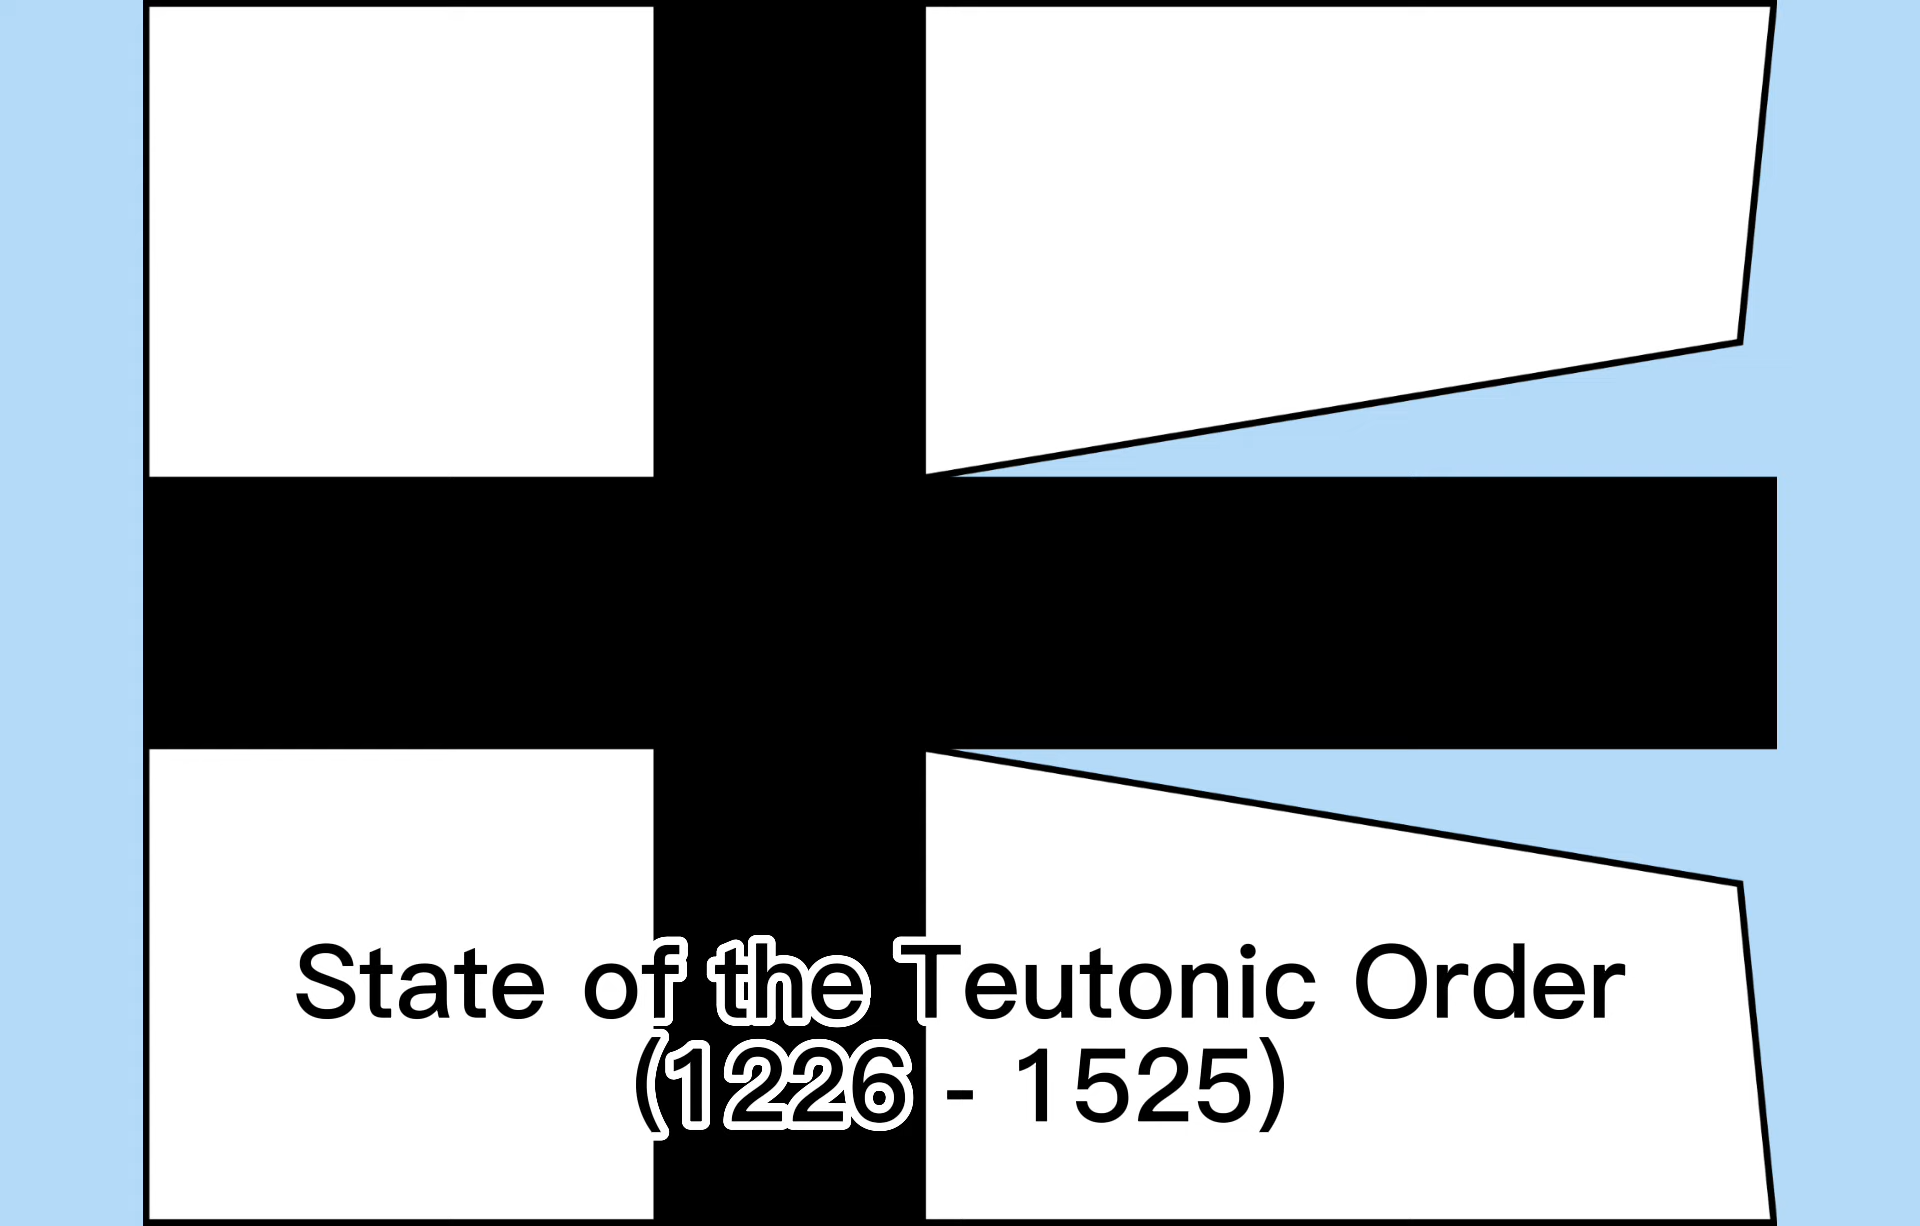 State of the Teutonic Order
(1226 - 1525)